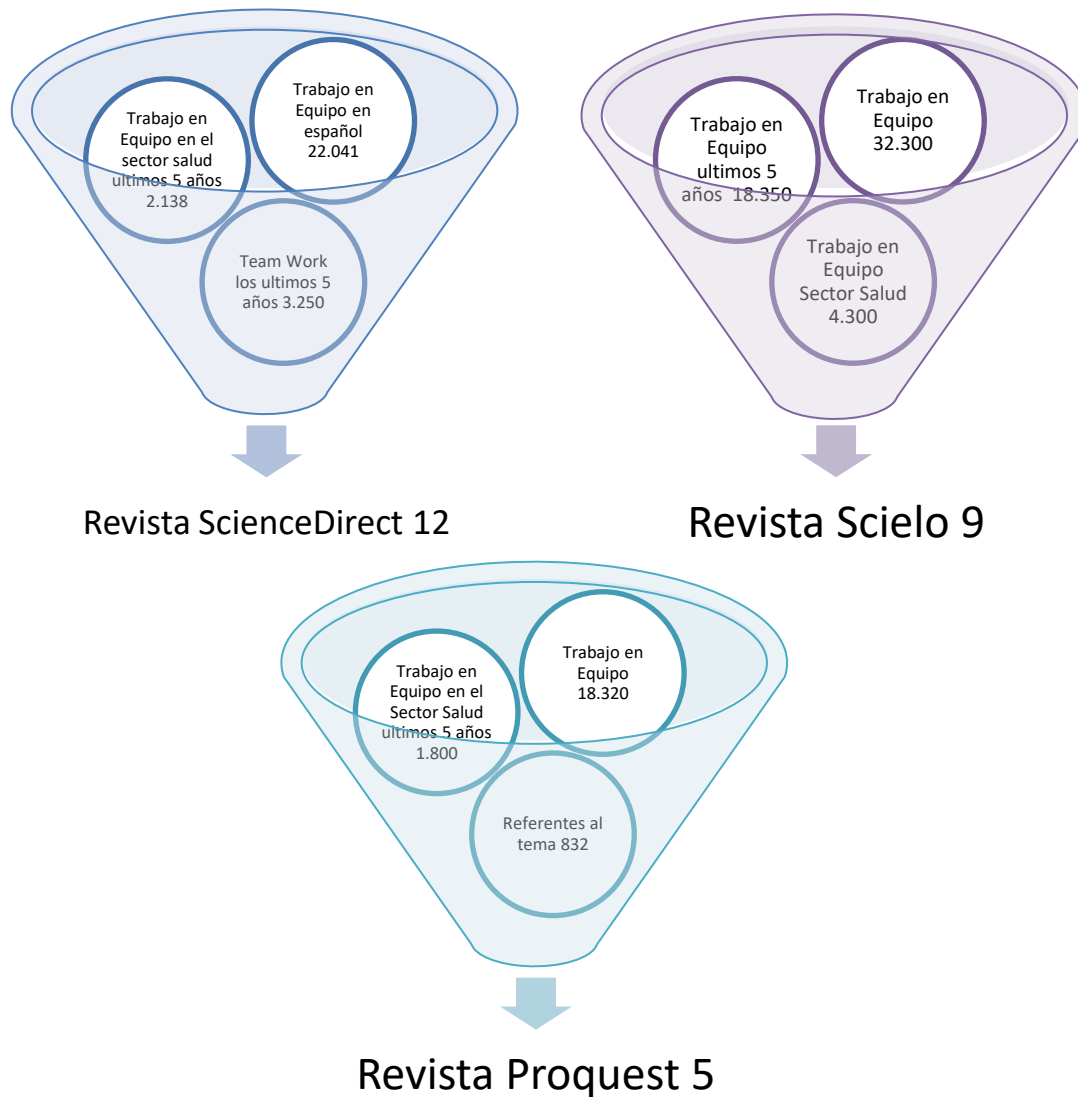 Trabajo en
Equipo en el
sector salud
ultimos 5 años
2.138
Trabajo en
Equipo en
español
22.041
Team Work
los ultimos 5
años 3.250
Revista ScienceDirect 12
Trabajo en
Equipo
ultimos 5
años 18.350
Trabajo en
Equipo
32.300
Trabajo en
Equipo
Sector Salud
4.300
Revista Scielo 9
Trabajo en
Equipo en el
Sector Salud
ultimos 5 años
1.800
Trabajo en
Equipo
18.320
Referentes al
tema 832
Revista Proquest 5